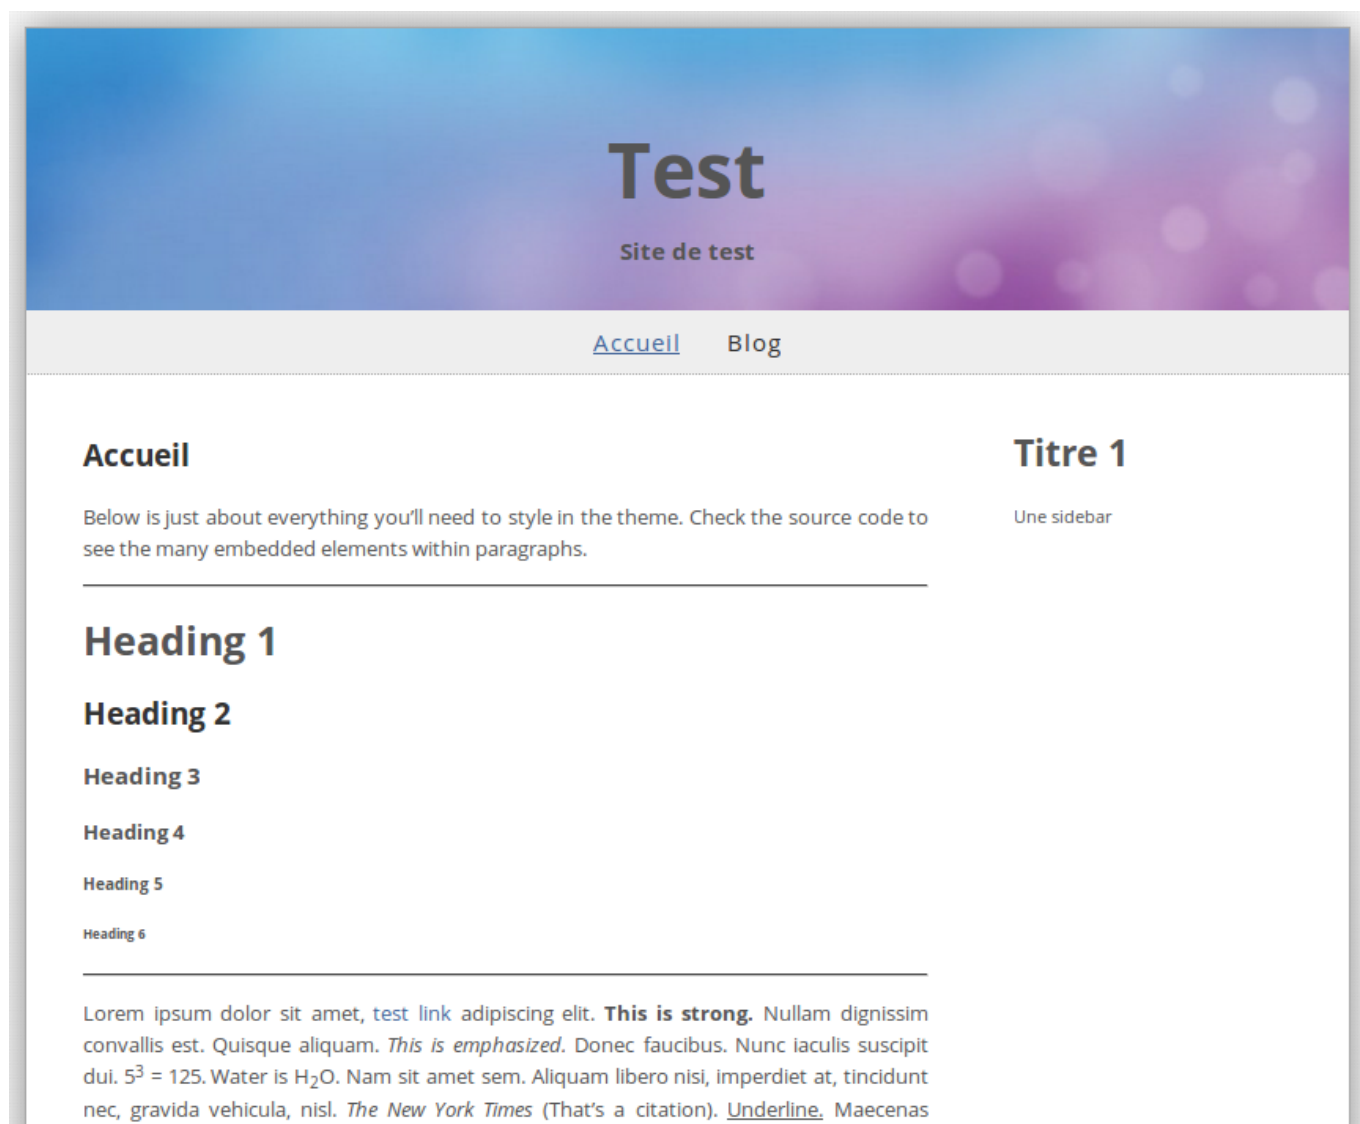 Test
Site de test
Accueil Blog
Accueil
Below is just about everything you’ll need to style in the theme. Check the source code to
see the many embedded elements within paragraphs.
Heading 1
Heading 2
Heading 3
Heading 4
Heading 5
Heading 6
Lorem ipsum dolor sit amet, test link adipiscing elit. This is strong. Nullam dignissim
convallis est. Quisque aliquam. This is emphasized. Donec faucibus. Nunc iaculis suscipit
dui. 5³ = 125. Water is H₂O. Nam sit amet sem. Aliquam libero nisi, imperdiet at, tincidunt
nec, gravida vehicula, nisl. The New York Times (That’s a citation). Underline. Maecenas
Titre 1
Une sidebar